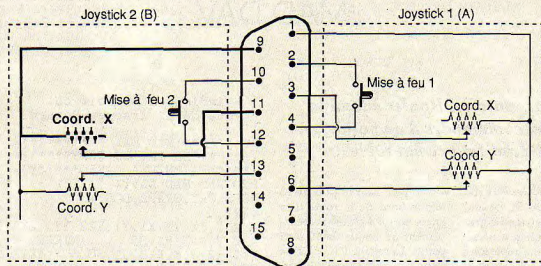 Joystick 2 (B)
Joystick 1 (A)
1
9
2
10
Mise à feu 2
Mise à feu 1
3
11
Coord. X
Coord. X
4
12
Coord. Y
5
13
6
14
Coord. Y
7
15
8